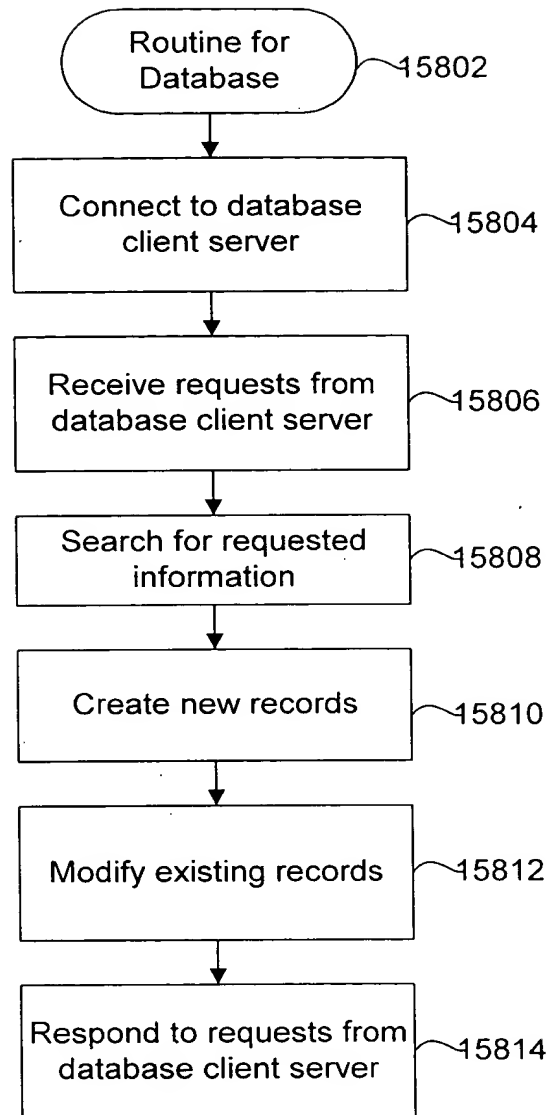 Routine for
Database
15802
Connect to database
client server
15804
Receive requests from
database client server
15806
Search for requested
information
15808
Create new records
15810
Modify existing records
15812
Respond to requests from
database client server
15814